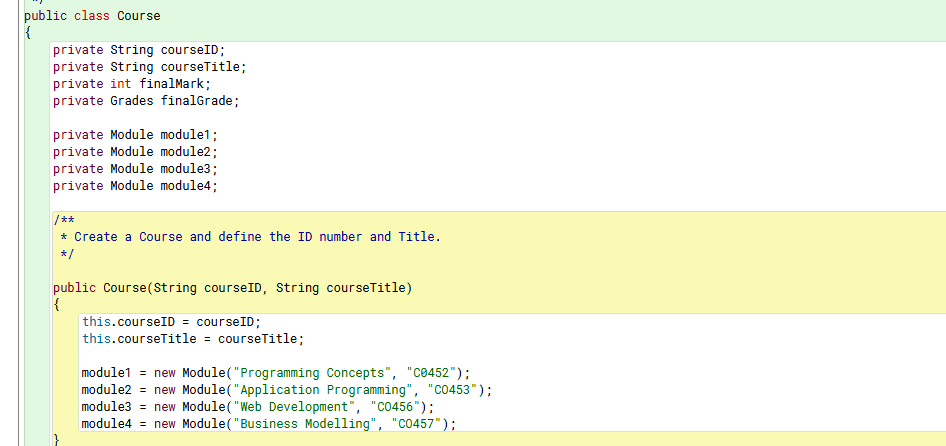 */
public class Course
{
private String courseID;
private String courseTitle;
private int finalMark;
private Grades finalGrade;
private Module module1;
private Module module2;
private Module module3;
private Module module4;
/**
* Create a Course and define the ID number and Title.
*/
public Course(String courseID, String courseTitle)
{
this.courseID = courseID;
this.courseTitle = courseTitle;
module1 = new Module("Programming Concepts", "C0452");
module2 = new Module("Application Programming", "CO453");
module3 = new Module("Web Development", "CO456");
module4 = new Module("Business Modelling", "CO457");
}